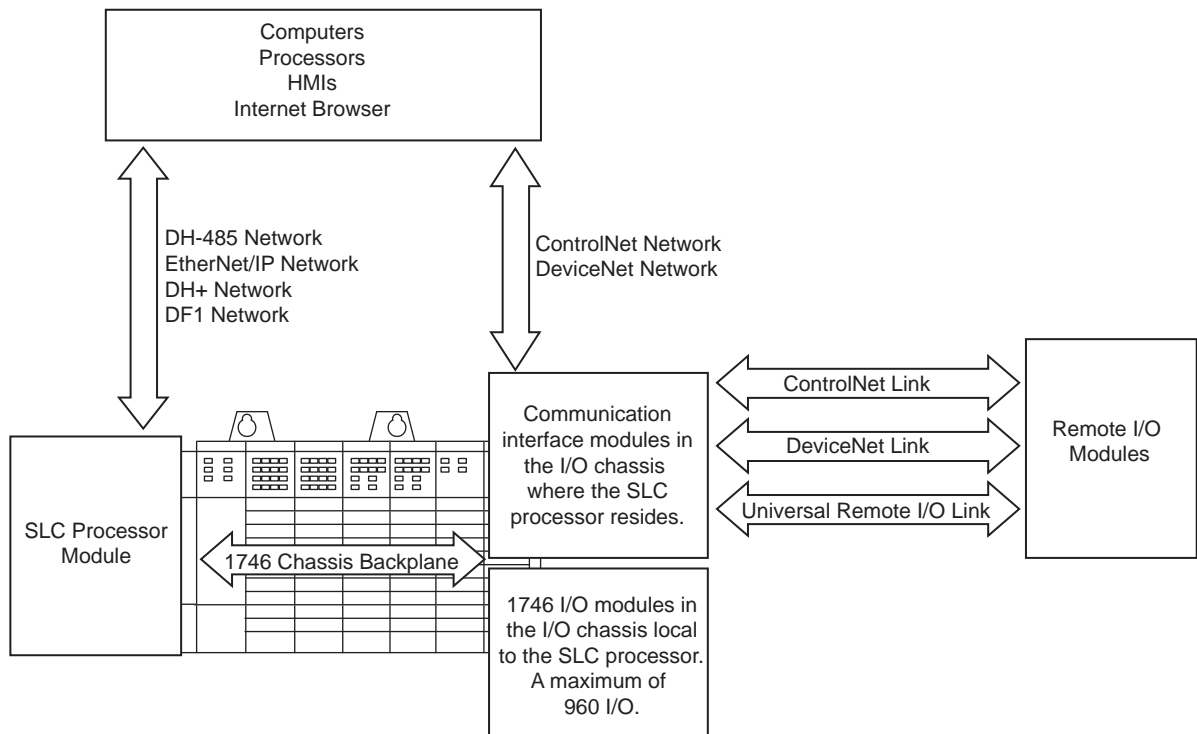 Computers
Processors
HMIs
Internet Browser
DH-485 Network
EtherNet/IP Network
DH+ Network
DF1 Network
ControlNet Network
DeviceNet Network
SLC Processor
Module
1746 Chassis Backplane
Communication
interface modules in
the I/O chassis
where the SLC
processor resides.
1746 I/O modules in
the I/O chassis local
to the SLC processor.
A maximum of
960 I/O.
ControlNet Link
DeviceNet Link
Universal Remote I/O Link
Remote I/O
Modules